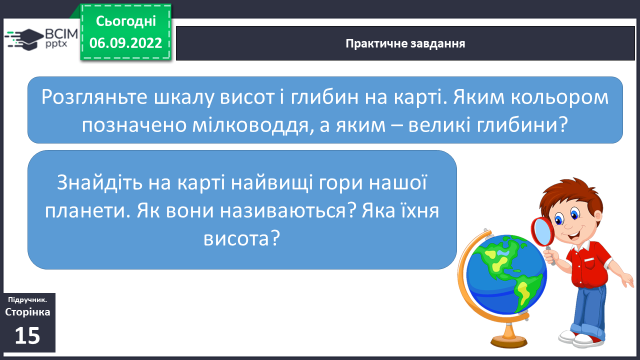 Сьогодні
06.09.2022
BCIM
pptx
Практичне завдання
Розгляньте шкалу висот і глибин на карті. Яким кольором
позначено мілководдя, а яким – великі глибини?
Знайдіть на карті найвищі гори нашої
планети. Як вони називаються? Яка їхня
висота?
Підручник.
Сторінка
15